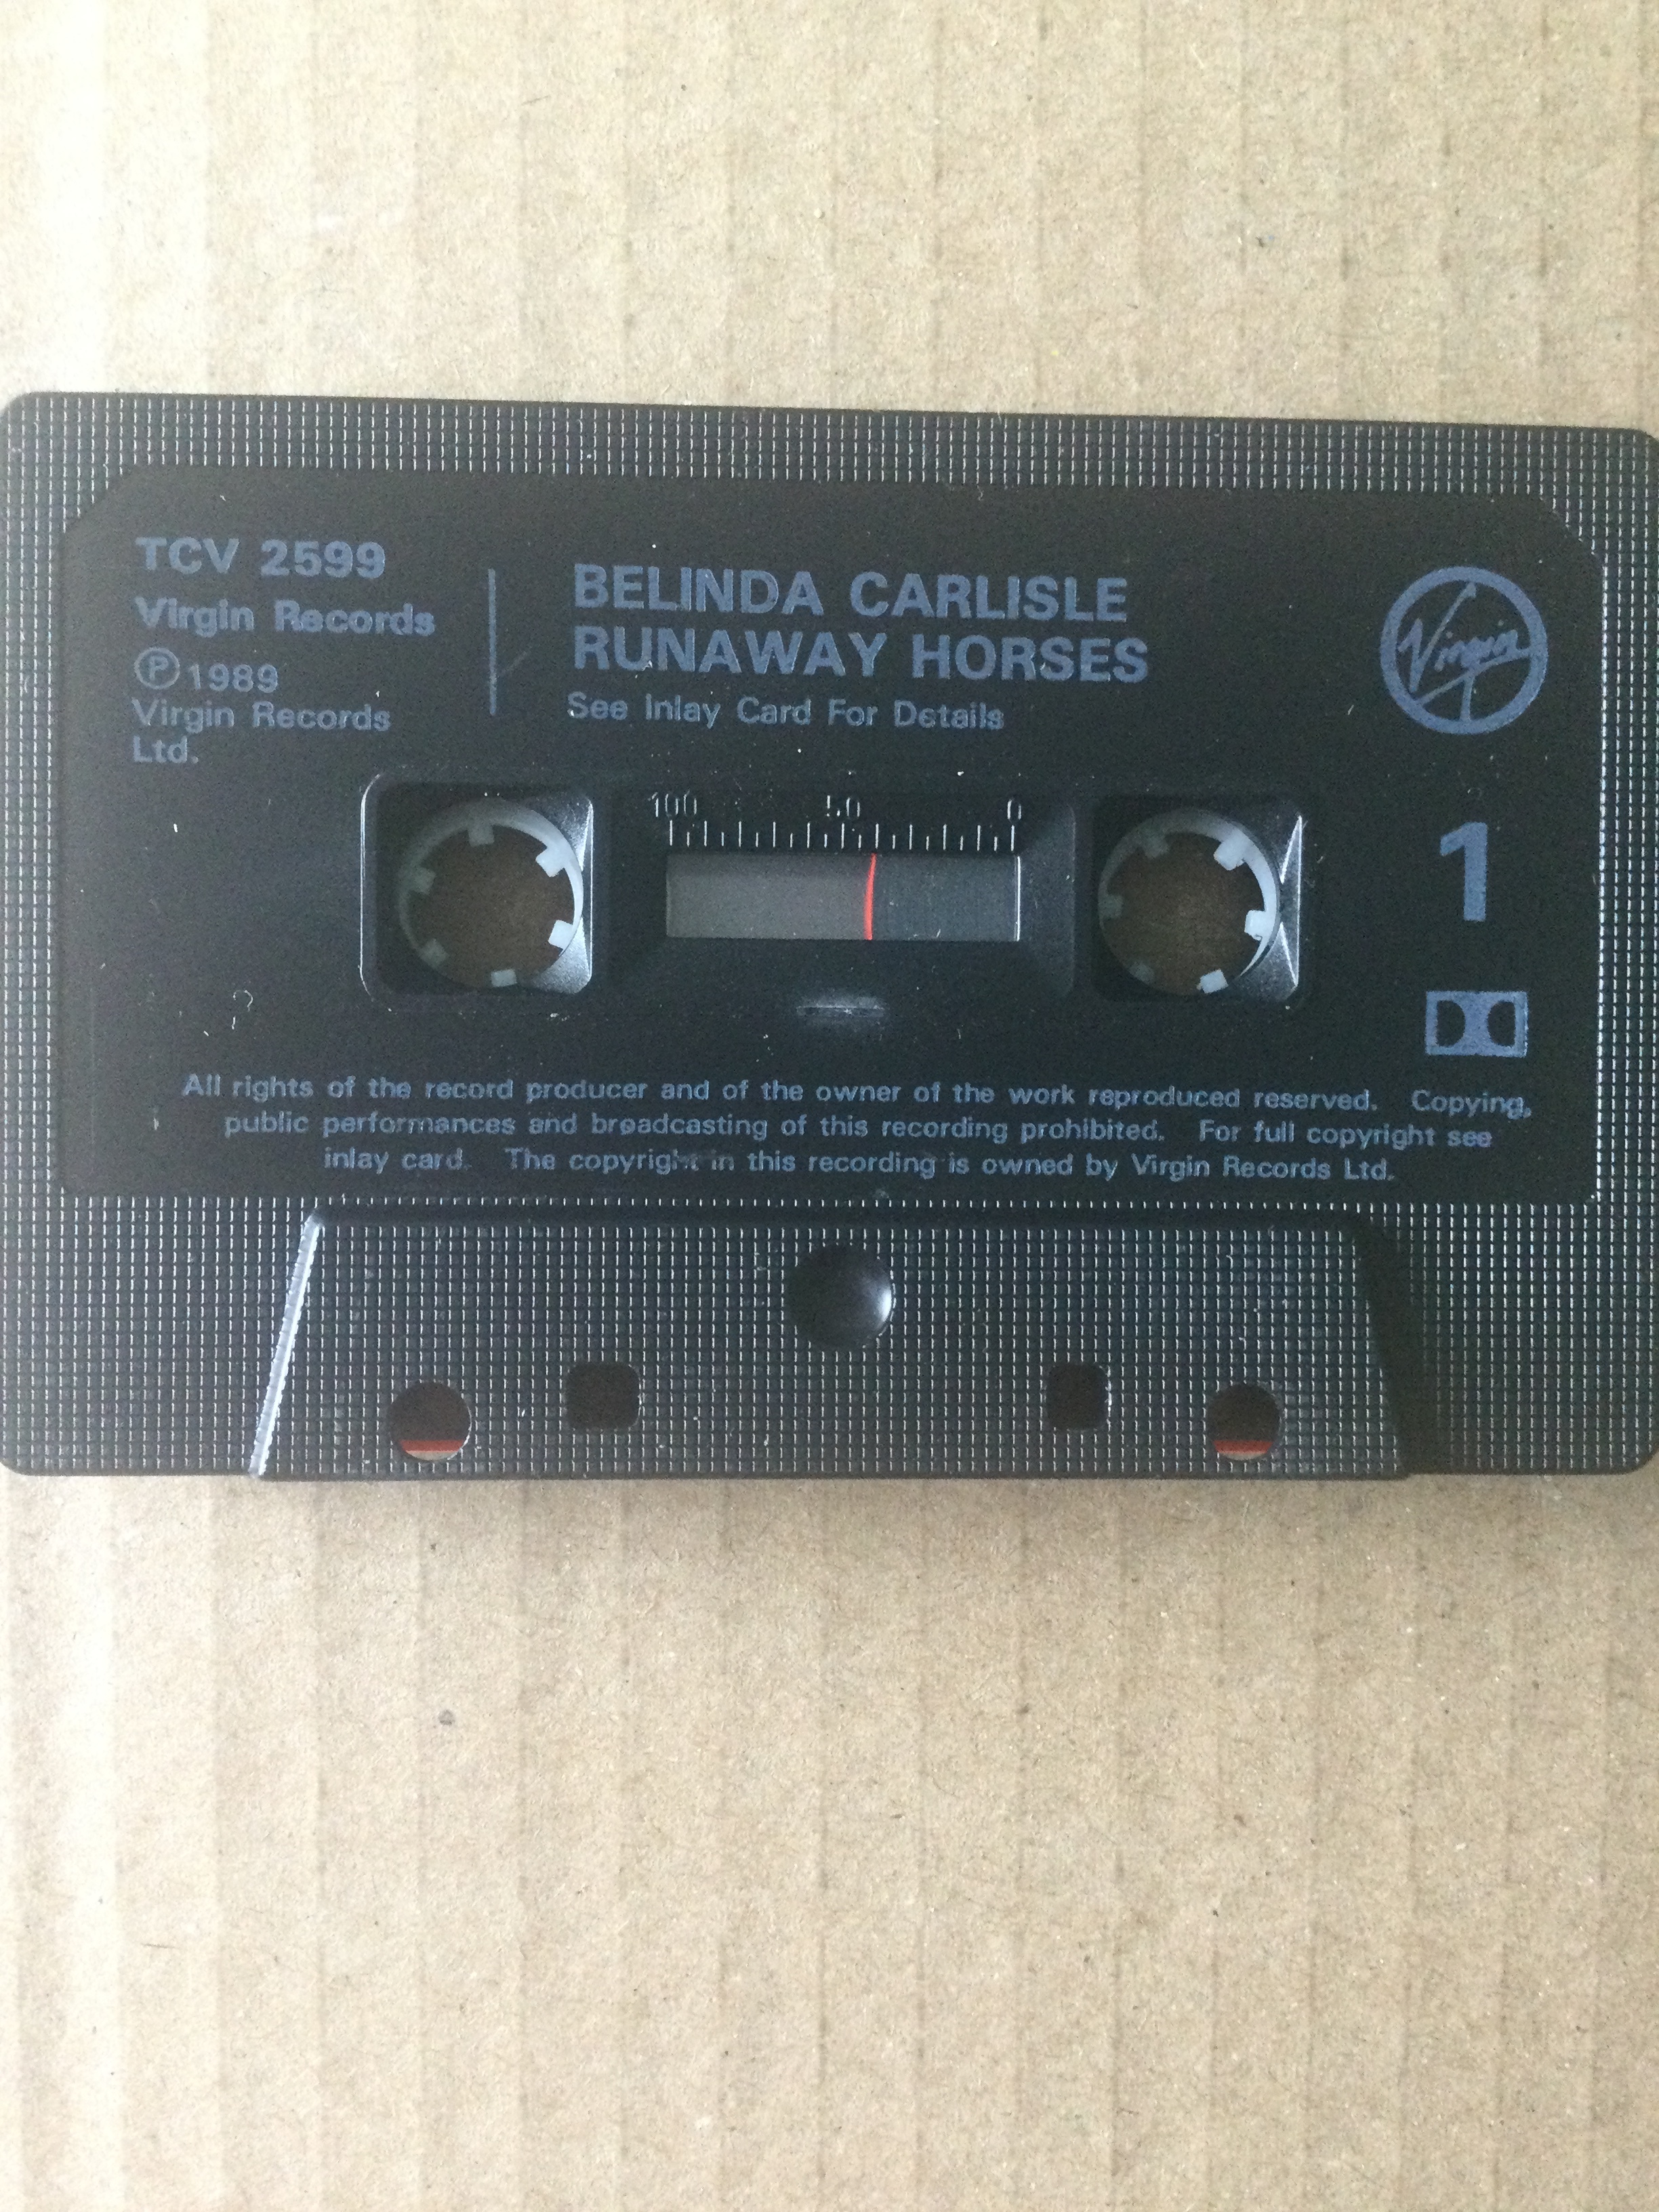 TCV 2599
Virgin Records
Ⓟ1989
Virgin Records
Ltd.
BELINDA CARLISLE
RUNAWAY HORSES
See Inlay Card For Details
Virgin
100 50 0
1
All rights of the record producer and of the owner of the work reproduced reserved. Copying,
public performances and broadcasting of this recording prohibited. For full copyright see
inlay card. The copyright in this recording is owned by Virgin Records Ltd.